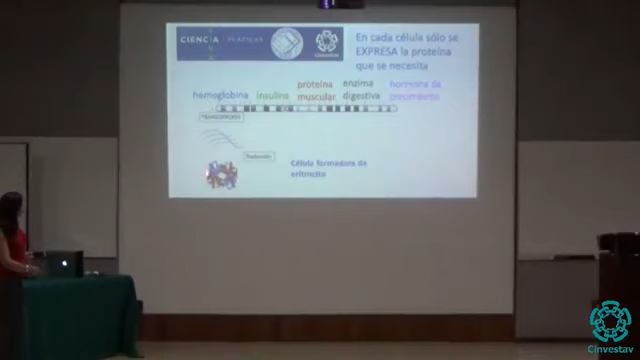 CIENCIA PLÁTICAS
Cinvestav
En cada célula sólo se
EXPRESA la proteína
que se necesita
hemoglobina insulina proteína muscular enzima digestiva hormona de crecimiento
Transcripción
Traducción
Célula formadora de
eritrocito
Cinvestav